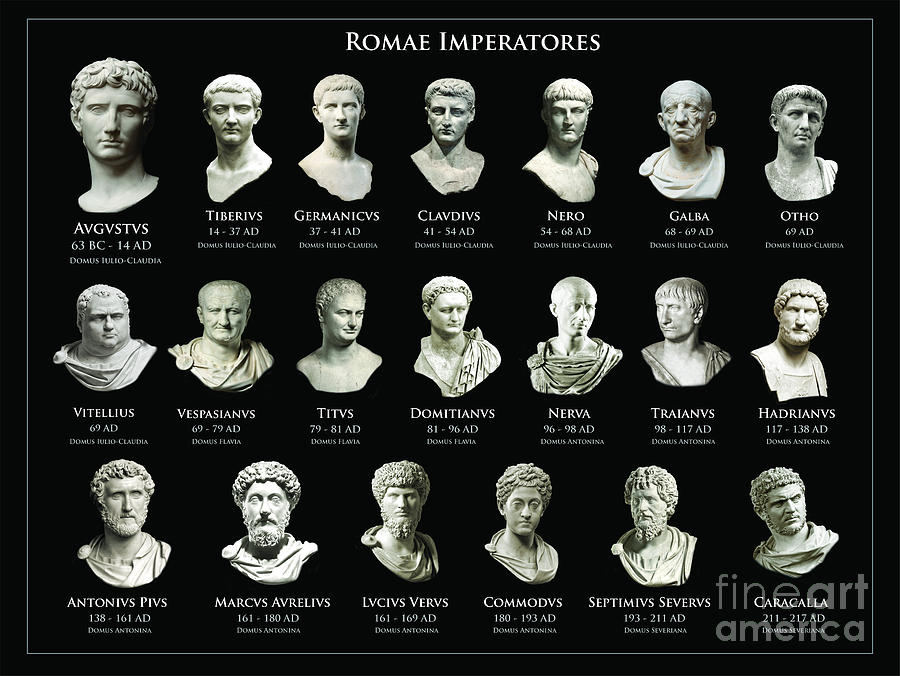 Romae Imperatores
Avgvstvs
63 BC - 14 AD
Domus Iulio-Claudia
Tiberivs
14 - 37 AD
Domus Iulio-Claudia
Germanicvs
37 - 41 AD
Domus Iulio-Claudia
Clavdivs
41 - 54 AD
Domus Iulio-Claudia
Nero
54 - 68 AD
Domus Iulio-Claudia
Galba
68 - 69 AD
Domus Iulio-Claudia
Otho
69 AD
Domus Iulio-Claudia
Vitellius
69 AD
Domus Iulio-Claudia
Vespasianvs
69 - 79 AD
Domus Flavia
Titvs
79 - 81 AD
Domus Flavia
Domitianvs
81 - 96 AD
Domus Flavia
Nerva
96 - 98 AD
Domus Antonina
Traianvs
98 - 117 AD
Domus Antonina
Hadrianvs
117 - 138 AD
Domus Antonina
Antonivs Pivs
138 - 161 AD
Domus Antonina
Marcvs Avrelivs
161 - 180 AD
Domus Antonina
Lvcivs Vervs
161 - 169 AD
Domus Antonina
Commodvs
180 - 193 AD
Domus Antonina
Septimivs Severvs
193 - 211 AD
Domus Severiana
Caracalla
211 - 217 AD
Domus Severiana
fineart
america